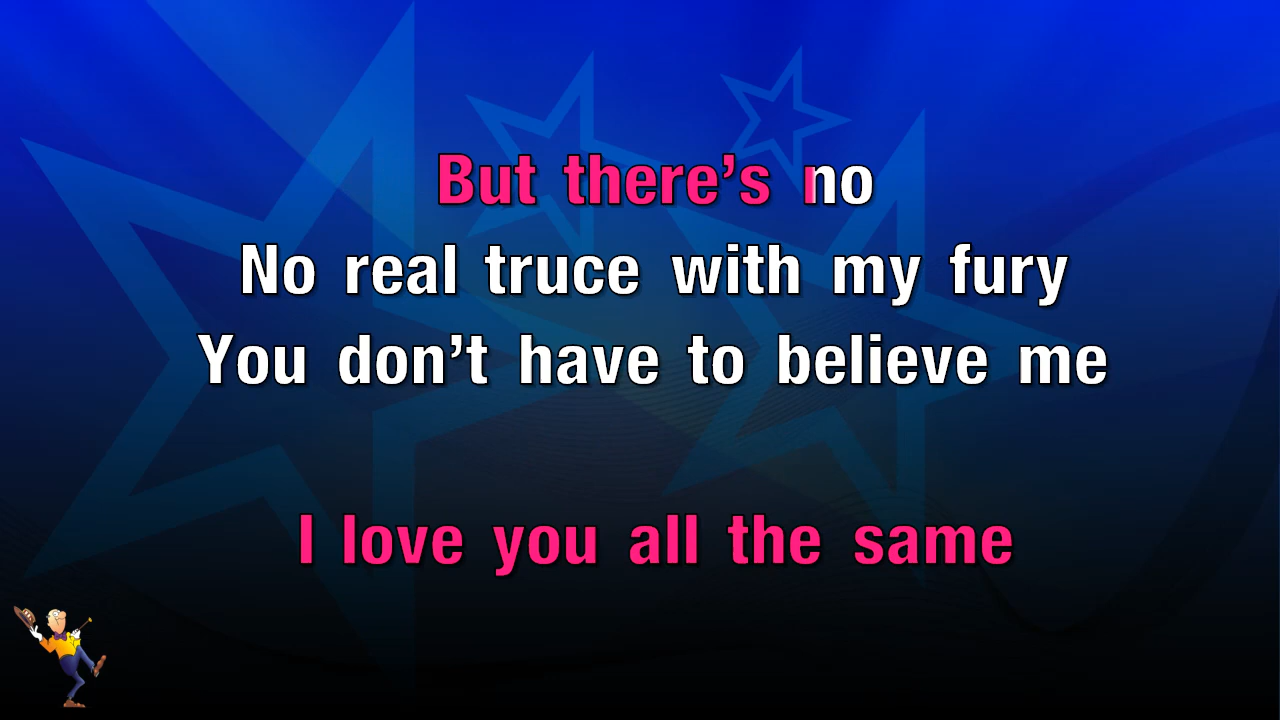 But there’s no
No real truce with my fury
You don’t have to believe me
I love you all the same